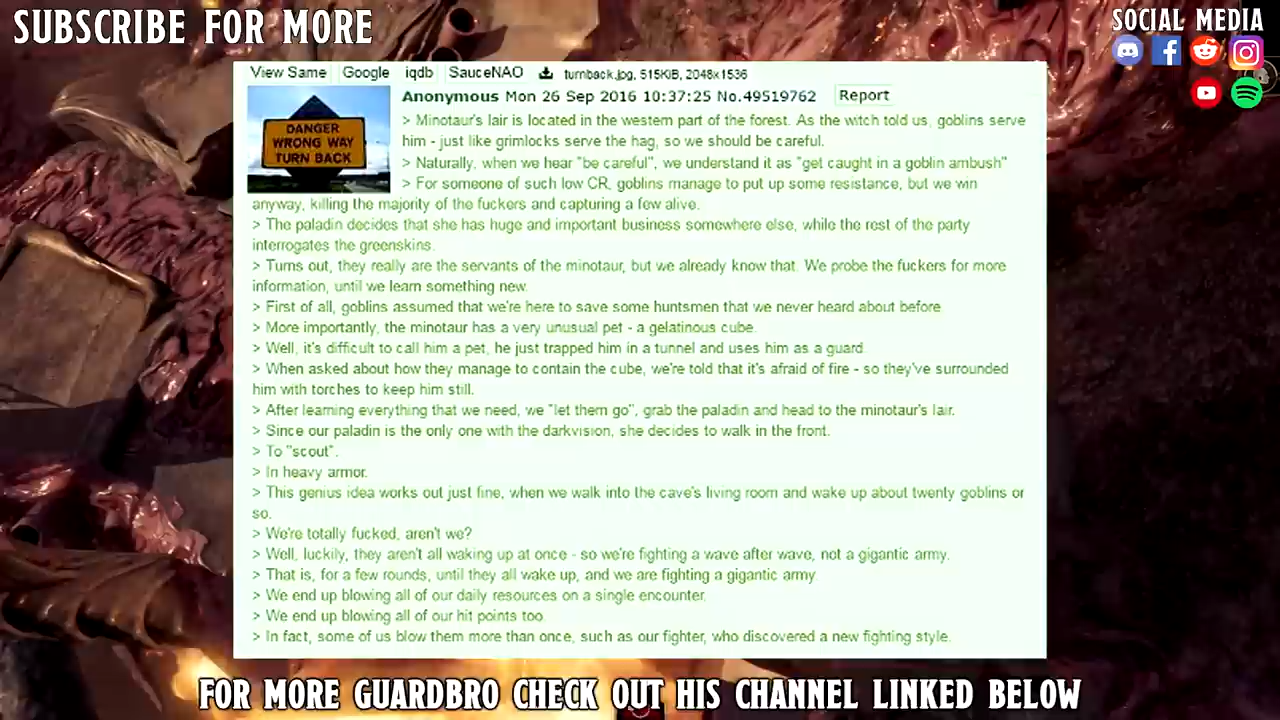 SUBSCRIBE FOR MORE
SOCIAL MEDIA
View Same Google iqdb SauceNAO turnback.jpg, 515KiB, 2048x1536
Anonymous Mon 26 Sep 2016 10:37:25 No.49519762 Report
DANGER
WRONG WAY
TURN BACK
> Minotaur's lair is located in the western part of the forest. As the witch told us, goblins serve
him - just like grimlocks serve the hag, so we should be careful.
> Naturally, when we hear "be careful", we understand it as "get caught in a goblin ambush"
> For someone of such low CR, goblins manage to put up some resistance, but we win
anyway, killing the majority of the fuckers and capturing a few alive.
> The paladin decides that she has huge and important business somewhere else, while the rest of the party
interrogates the greenskins.
> Turns out, they really are the servants of the minotaur, but we already know that. We probe the fuckers for more
information, until we learn something new.
> First of all, goblins assumed that we're here to save some huntsmen that we never heard about before
> More importantly, the minotaur has a very unusual pet - a gelatinous cube.
> Well, it's difficult to call him a pet, he just trapped him in a tunnel and uses him as a guard.
> When asked about how they manage to contain the cube, we're told that it's afraid of fire - so they've surrounded
him with torches to keep him still.
> After learning everything that we need, we "let them go", grab the paladin and head to the minotaur's lair.
> Since our paladin is the only one with the darkvision, she decides to walk in the front.
> To "scout".
> In heavy armor.
> This genius idea works out just fine, when we walk into the cave's living room and wake up about twenty goblins or
so.
> We're totally fucked, aren't we?
> Well, luckily, they aren't all waking up at once - so we're fighting a wave after wave, not a gigantic army.
> That is, for a few rounds, until they all wake up, and we are fighting a gigantic army.
> We end up blowing all of our daily resources on a single encounter.
> We end up blowing all of our hit points too.
> In fact, some of us blow them more than once, such as our fighter, who discovered a new fighting style.
FOR MORE GUARDBRO CHECK OUT HIS CHANNEL LINKED BELOW